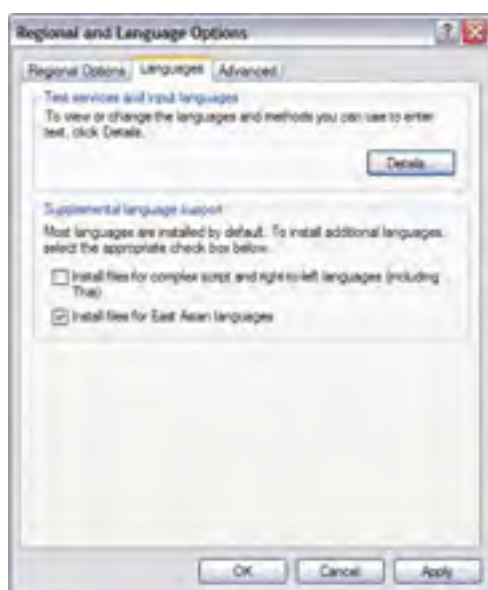 Regional and Language Options
Regional Options Languages Advanced
Text services and input languages
To view or change the languages and methods you can use to enter
text, click Details.
Details...
Supplemental language support
Most languages are installed by default. To install additional languages,
select the appropriate check box below.
Install files for complex script and right-to-left languages (including
Thai)
Install files for East Asian languages
OK Cancel Apply